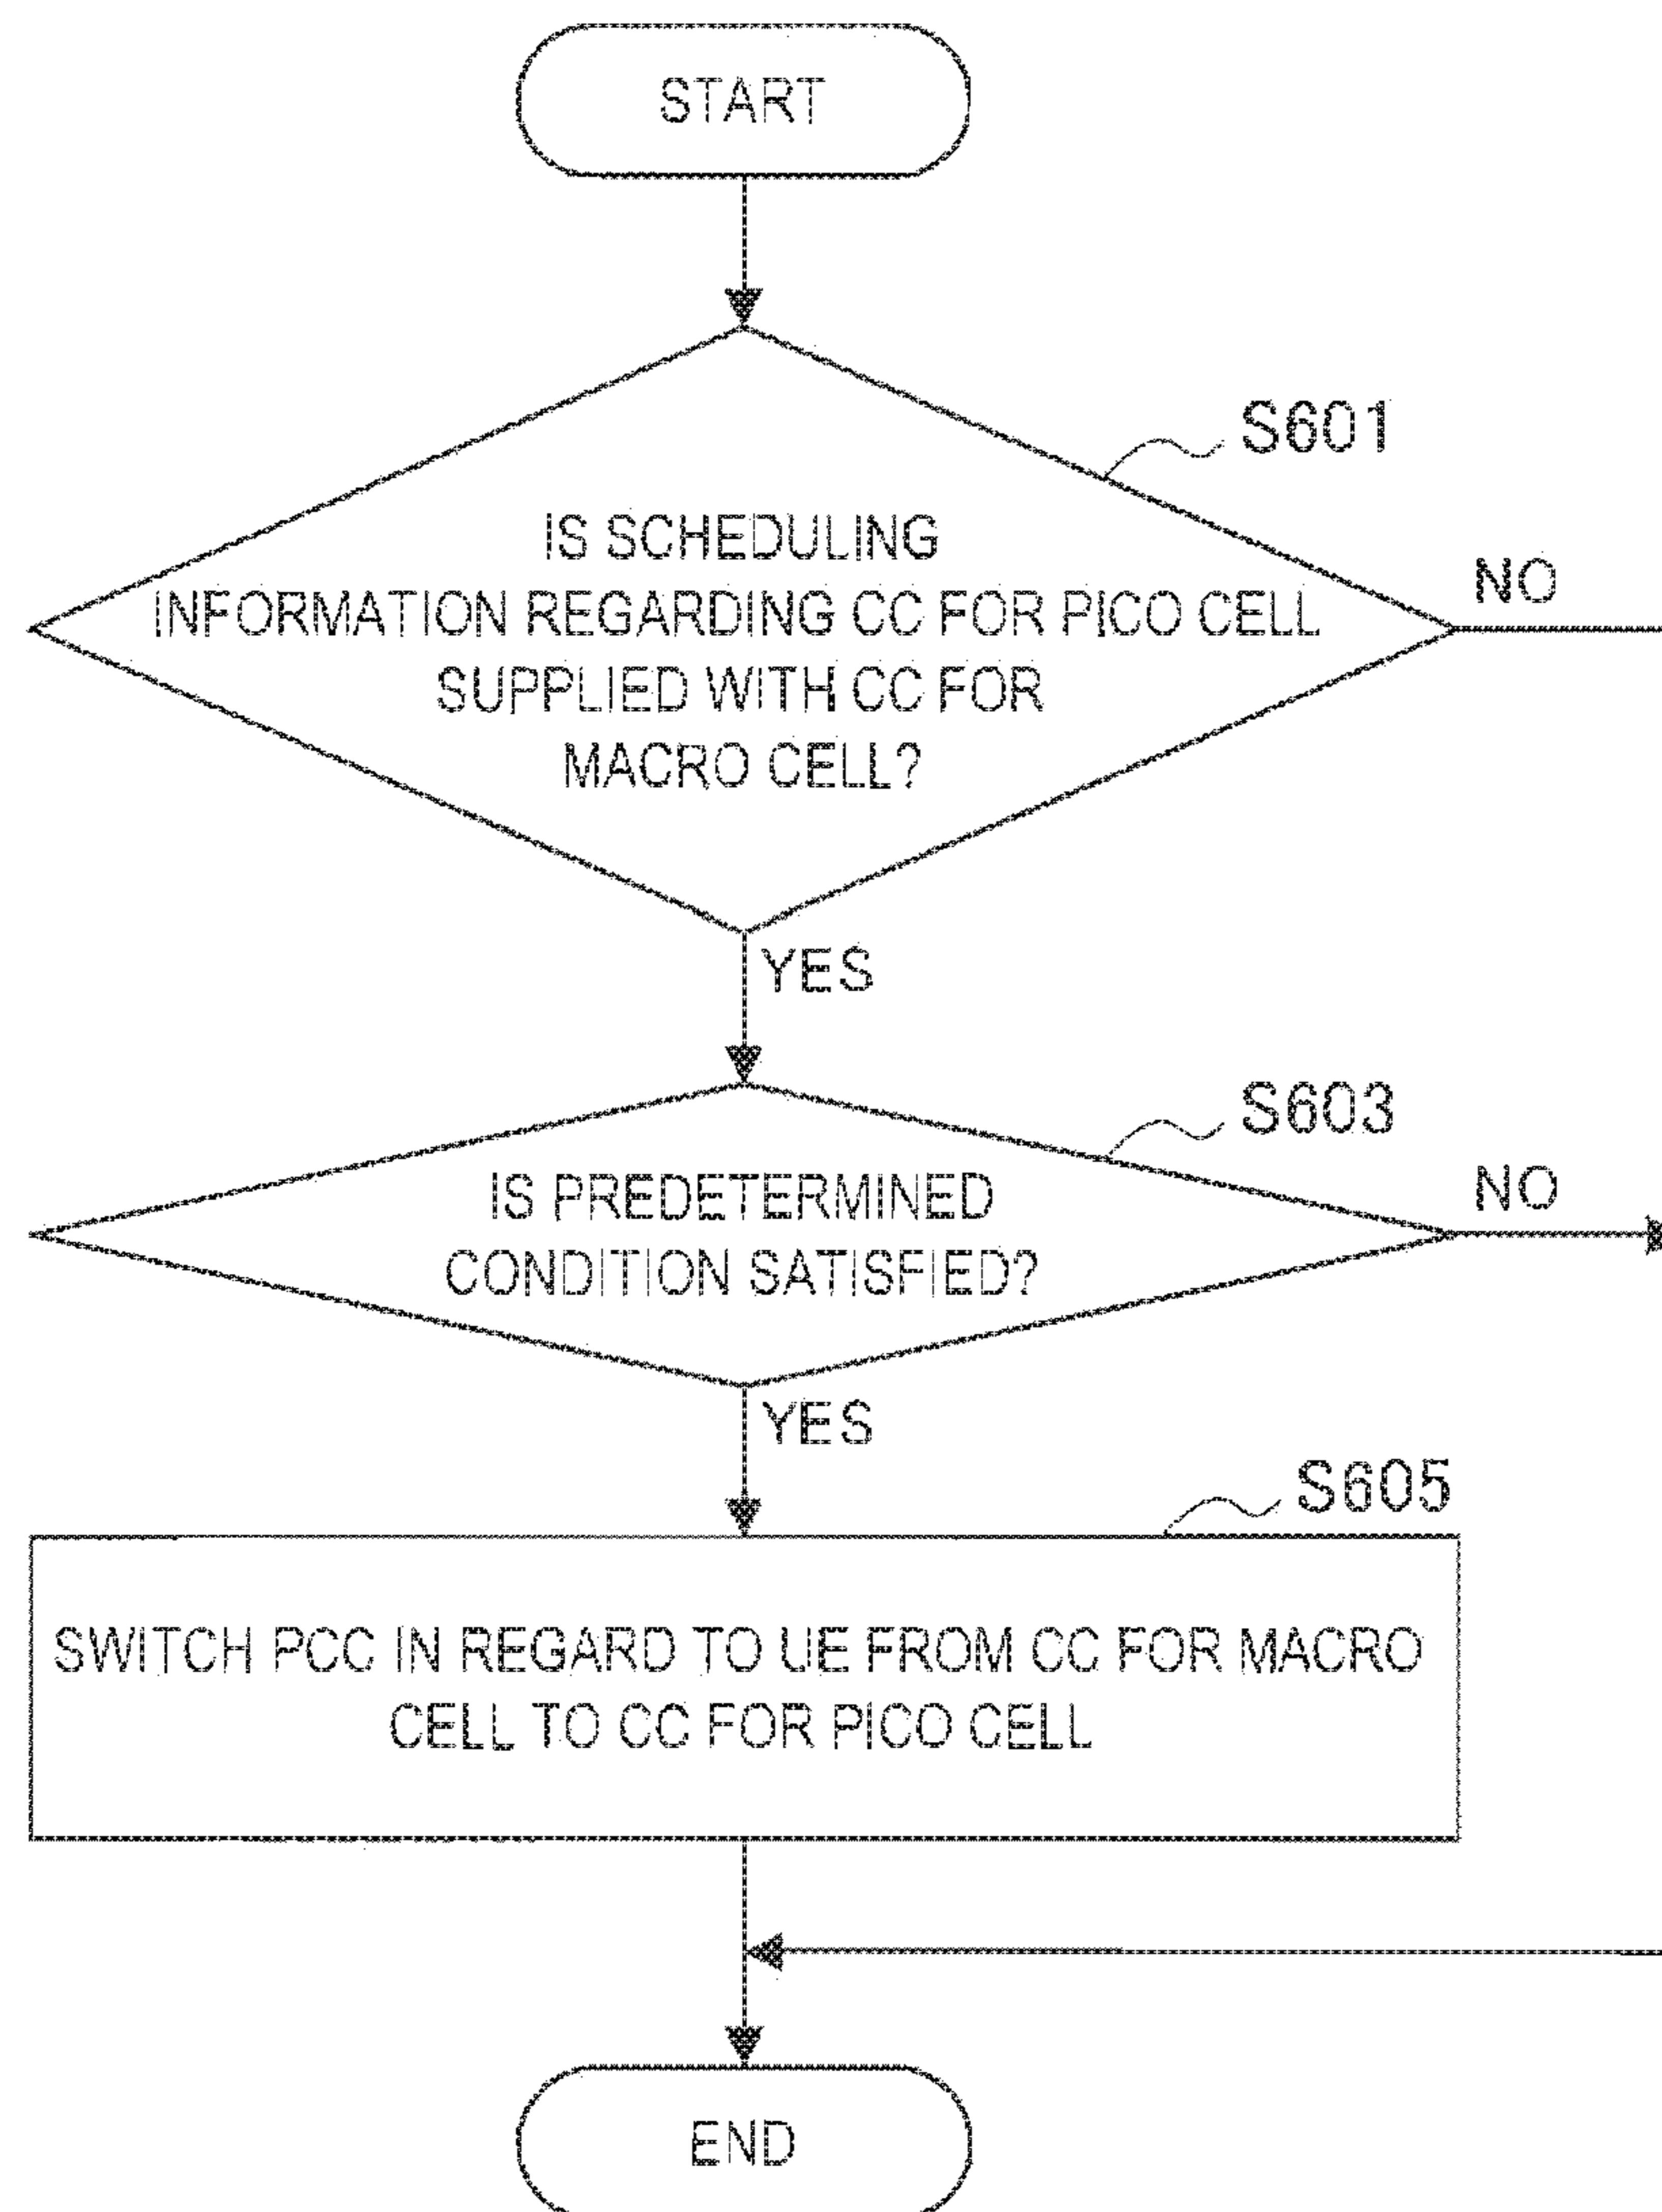 START
S601
IS SCHEDULING
INFORMATION REGARDING CC FOR PICO CELL
SUPPLIED WITH CC FOR
MACRO CELL?
NO
YES
S603
IS PREDETERMINED
CONDITION SATISFIED?
NO
YES
S605
SWITCH PCC IN REGARD TO UE FROM CC FOR MACRO
CELL TO CC FOR PICO CELL
END